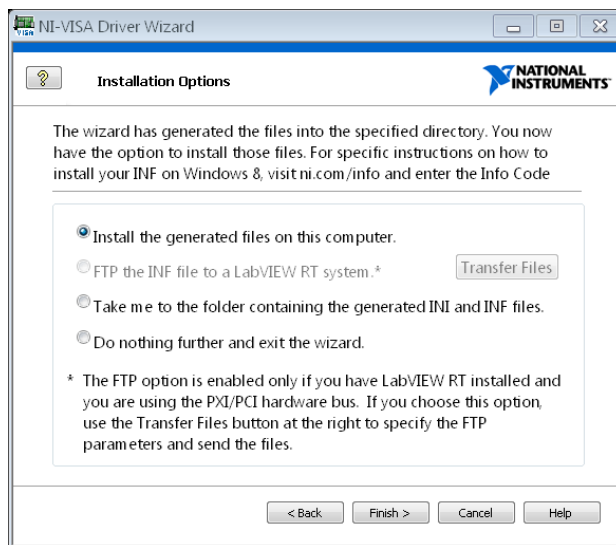 NI-VISA Driver Wizard
Installation Options
NATIONAL
INSTRUMENTS
The wizard has generated the files into the specified directory. You now
have the option to install those files. For specific instructions on how to
install your INF on Windows 8, visit ni.com/info and enter the Info Code
Install the generated files on this computer.
FTP the INF file to a LabVIEW RT system.*
Transfer Files
Take me to the folder containing the generated INI and INF files.
Do nothing further and exit the wizard.
* The FTP option is enabled only if you have LabVIEW RT installed and
you are using the PXI/PCI hardware bus. If you choose this option,
use the Transfer Files button at the right to specify the FTP
parameters and send the files.
< Back Finish > Cancel Help